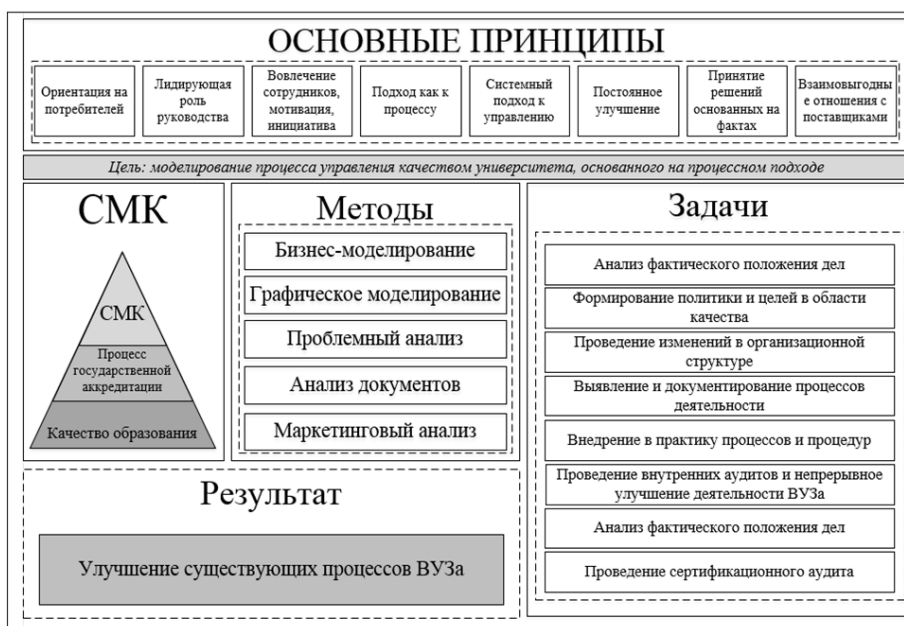 ОСНОВНЫЕ ПРИНЦИПЫ
Ориентация на
потребителей
Лидирующая
роль
руководства
Вовлечение
сотрудников,
мотивация,
инициатива
Подход как к
процессу
Системный
подход к
управлению
Постоянное
улучшение
Принятие
решений
основанных на
фактах
Взаимовыгодны
е отношения с
поставщиками
Цель: моделирование процесса управления качеством университета, основанного на процессном подходе
СМК
СМК
Процесс
государственной
аккредитации
Качество образования
Методы
Бизнес-моделирование
Графическое моделирование
Проблемный анализ
Анализ документов
Маркетинговый анализ
Задачи
Анализ фактического положения дел
Формирование политики и целей в области
качества
Проведение изменений в организационной
структуре
Выявление и документирование процессов
деятельности
Внедрение в практику процессов и процедур
Проведение внутренних аудитов и непрерывное
улучшение деятельности ВУЗа
Анализ фактического положения дел
Проведение сертификационного аудита
Результат
Улучшение существующих процессов ВУЗа